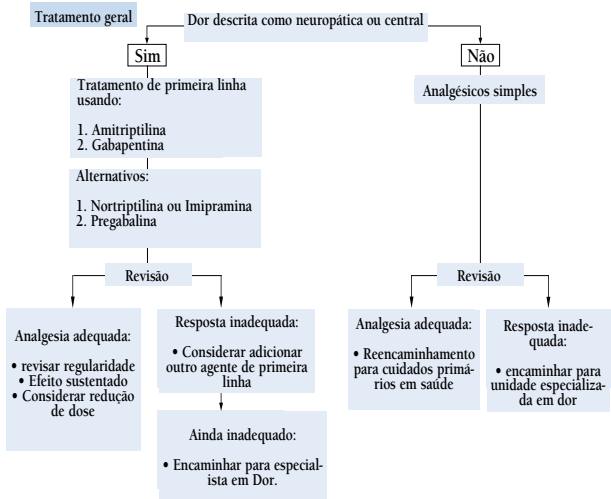 Tratamento geral
Dor descrita como neuropática ou central
Sim
Não
Tratamento de primeira linha
usando:
1. Amitriptilina
2. Gabapentina
Analgésicos simples
Alternativos:
1. Nortriptilina ou Imipramina
2. Pregabalina
Revisão
Revisão
Analgesia adequada:
• revisar regularidade
• Efeito sustentado
• Considerar redução
de dose
Resposta inadequada:
• Considerar adicionar
outro agente de primeira
linha
Ainda inadequado:
• Encaminhar para especial-
ista em Dor.
Analgesia adequada:
• Reencaminhamento
para cuidados primári-
os em saúde
Resposta inade-
quada:
• encaminhar para
unidade especializa-
da em dor